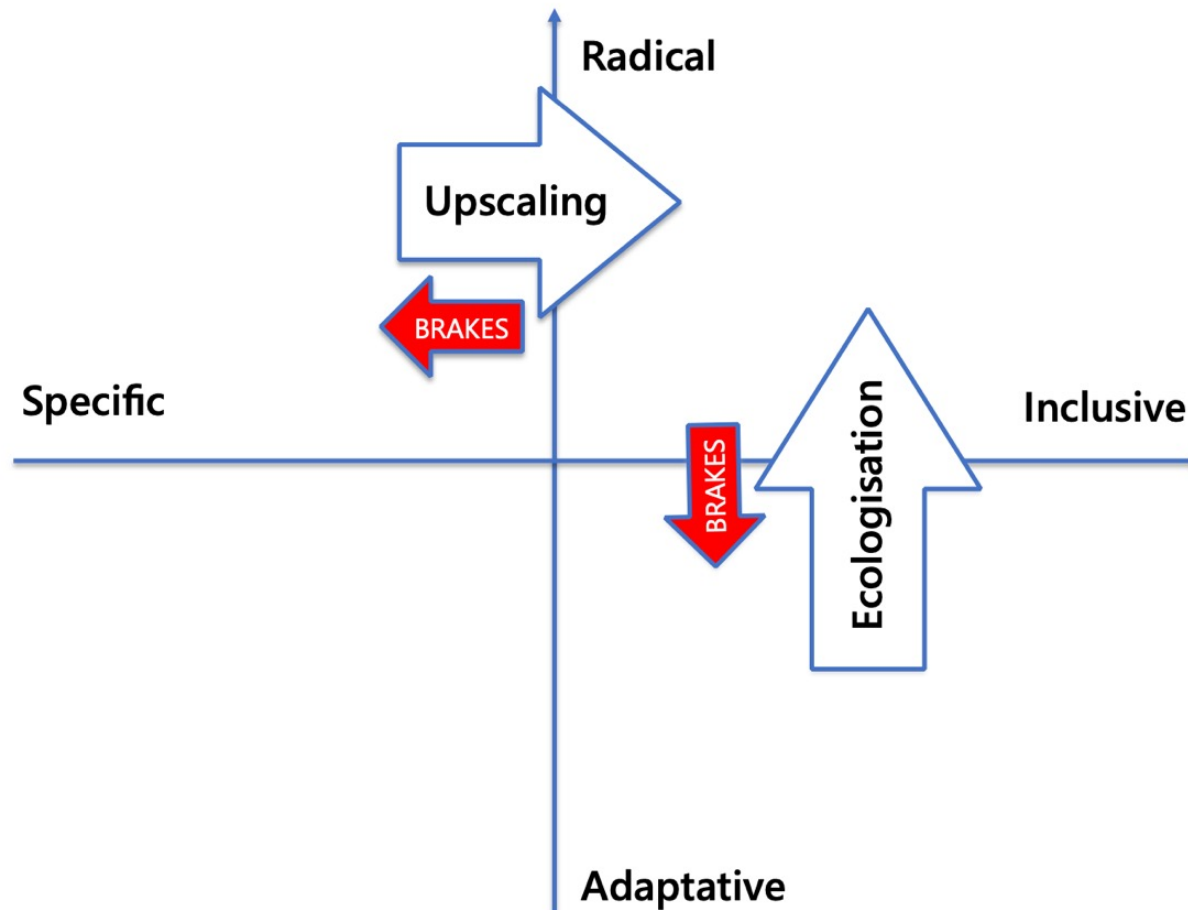 Radical
Upscaling
BRAKES
Specific
Inclusive
BRAKES
Ecologisation
Adaptative